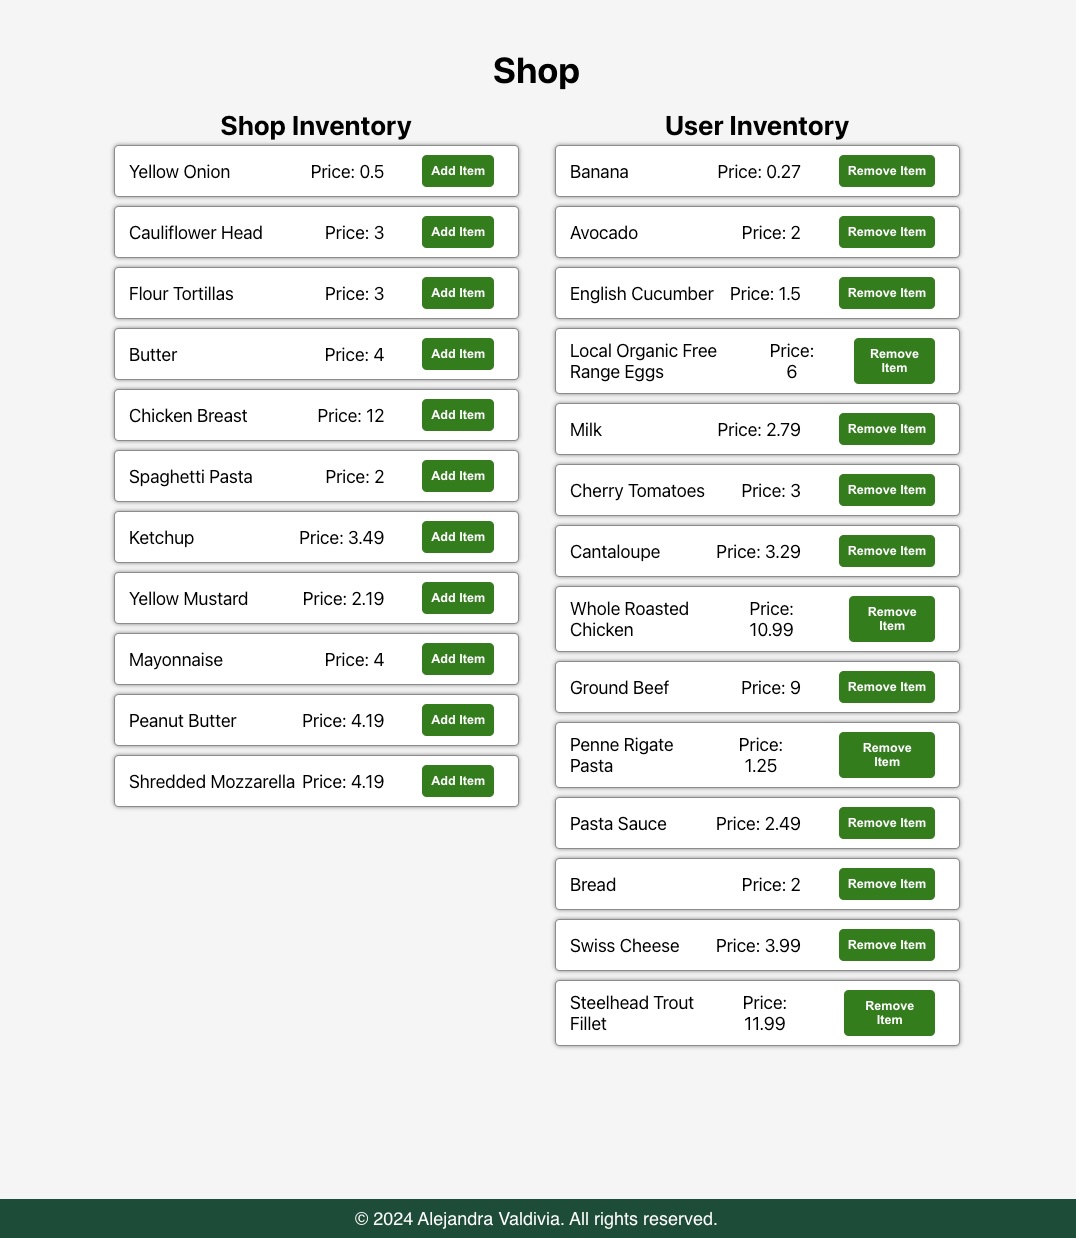 Shop
Shop Inventory
Yellow Onion Price: 0.5 Add Item
Cauliflower Head Price: 3 Add Item
Flour Tortillas Price: 3 Add Item
Butter Price: 4 Add Item
Chicken Breast Price: 12 Add Item
Spaghetti Pasta Price: 2 Add Item
Ketchup Price: 3.49 Add Item
Yellow Mustard Price: 2.19 Add Item
Mayonnaise Price: 4 Add Item
Peanut Butter Price: 4.19 Add Item
Shredded Mozzarella Price: 4.19 Add Item
User Inventory
Banana Price: 0.27 Remove Item
Avocado Price: 2 Remove Item
English Cucumber Price: 1.5 Remove Item
Local Organic Free Price: Remove
Range Eggs 6 Item
Milk Price: 2.79 Remove Item
Cherry Tomatoes Price: 3 Remove Item
Cantaloupe Price: 3.29 Remove Item
Whole Roasted Price: Remove
Chicken 10.99 Item
Ground Beef Price: 9 Remove Item
Penne Rigate Price: Remove
Pasta 1.25 Item
Pasta Sauce Price: 2.49 Remove Item
Bread Price: 2 Remove Item
Swiss Cheese Price: 3.99 Remove Item
Steelhead Trout Price: Remove
Fillet 11.99 Item
© 2024 Alejandra Valdivia. All rights reserved.